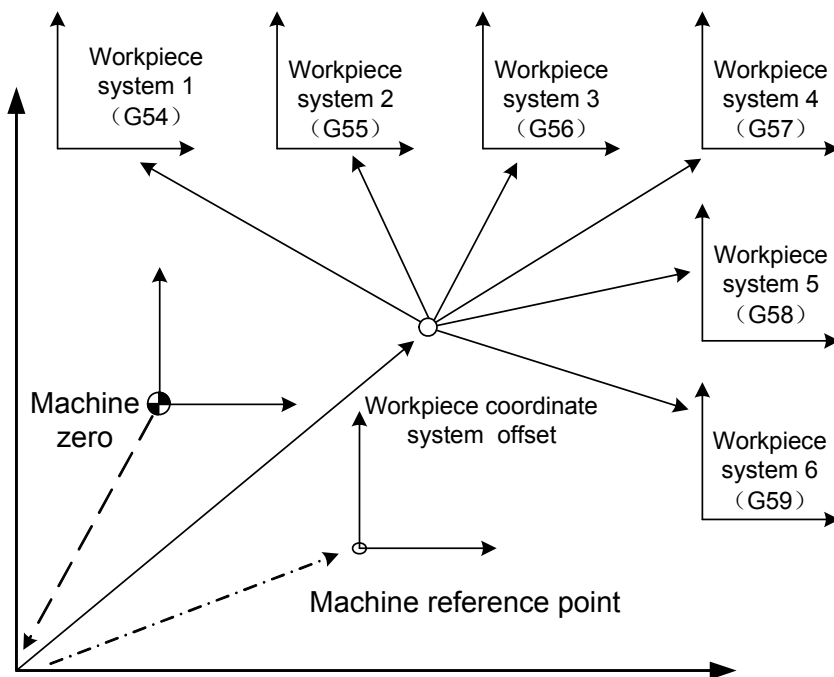 Workpiece
system 1
（G54）
Workpiece
system 2
（G55）
Workpiece
system 3
（G56）
Workpiece
system 4
（G57）
Workpiece
system 5
（G58）
Machine
zero
Workpiece coordinate
system offset
Workpiece
system 6
（G59）
Machine reference point